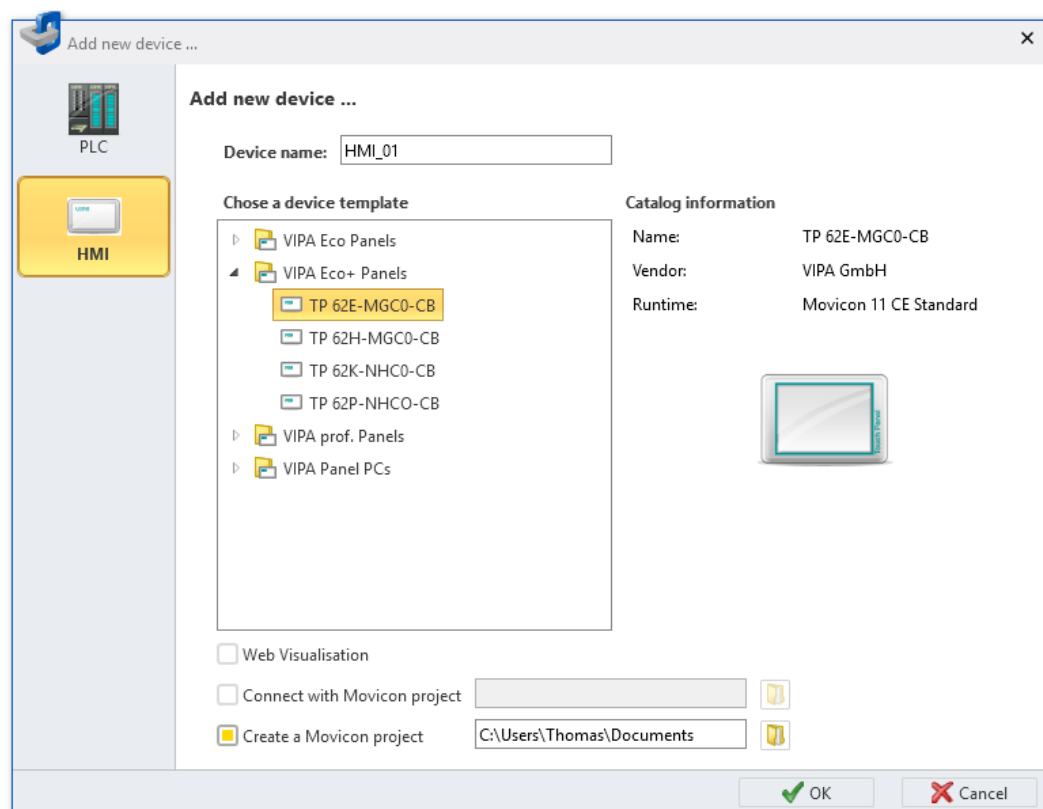 Add new device ...
PLC
HMI
Add new device ...
Device name: HMI_01
Chose a device template
VIPA Eco Panels
VIPA Eco+ Panels
TP 62E-MGC0-CB
TP 62H-MGC0-CB
TP 62K-NHC0-CB
TP 62P-NHCO-CB
VIPA prof. Panels
VIPA Panel PCs
Catalog information
Name: TP 62E-MGC0-CB
Vendor: VIPA GmbH
Runtime: Movicon 11 CE Standard
Touch Panel
Web Visualisation
Connect with Movicon project
Create a Movicon project C:\Users\Thomas\Documents
OK Cancel